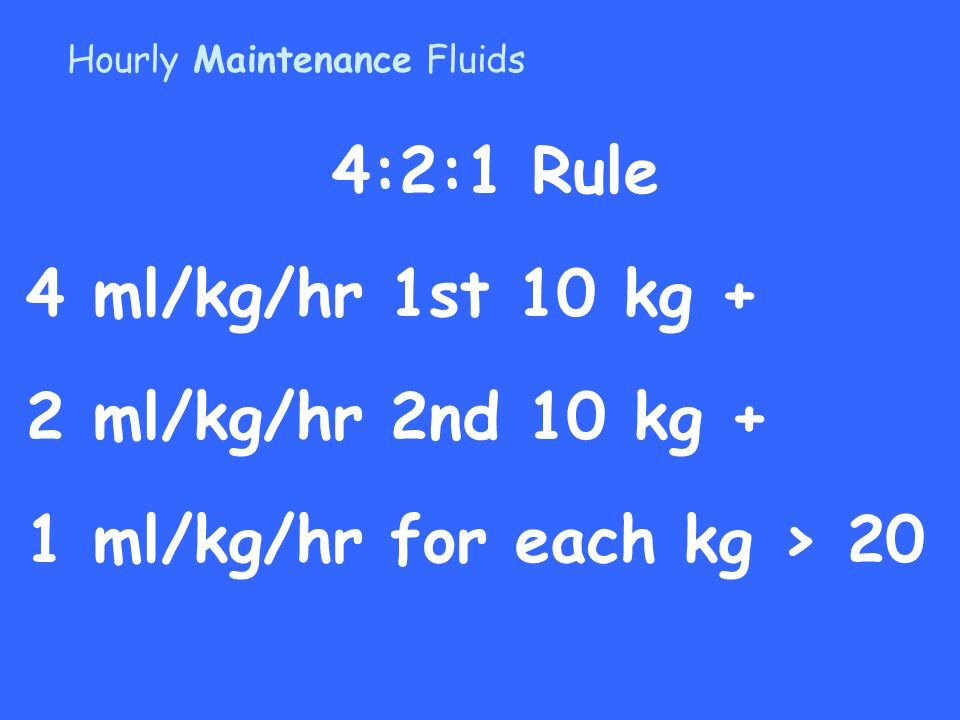 Hourly Maintenance Fluids
4:2:1 Rule
4 ml/kg/hr 1st 10 kg +
2 ml/kg/hr 2nd 10 kg +
1 ml/kg/hr for each kg > 20